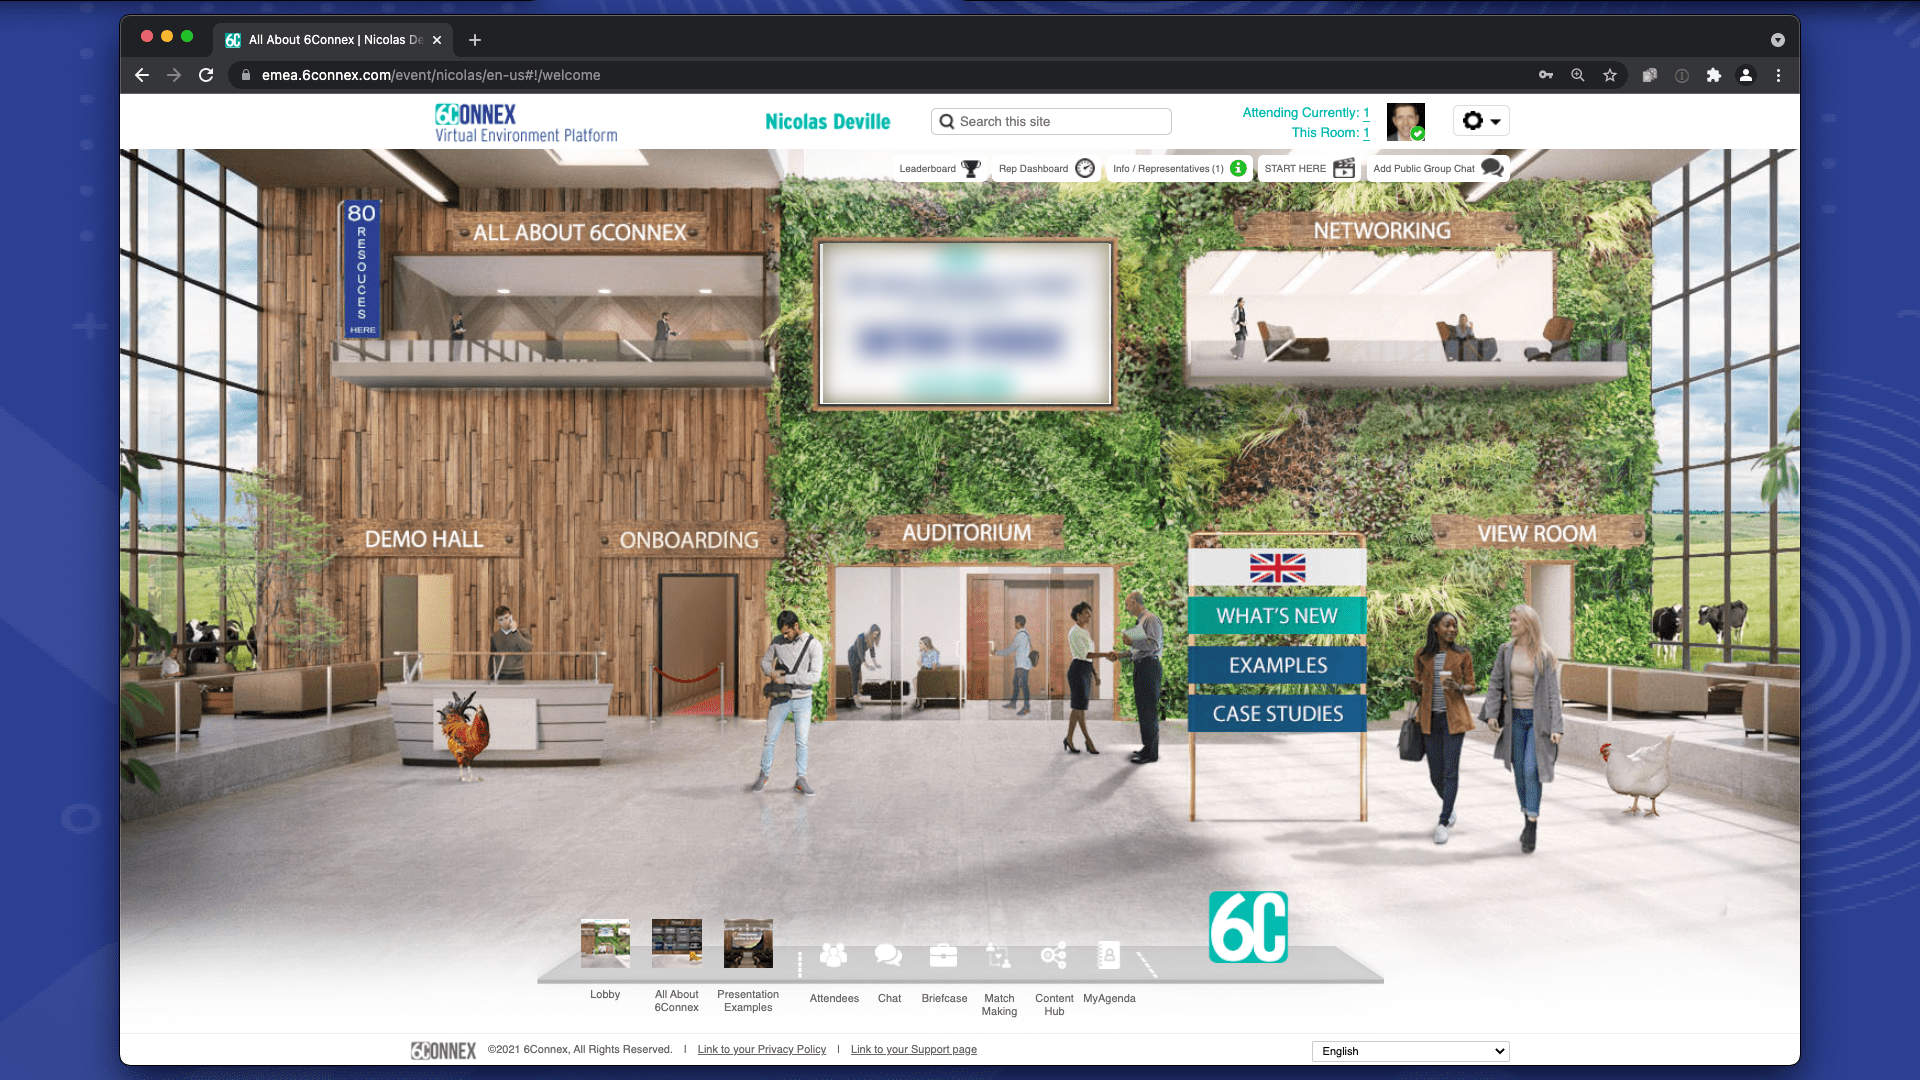 All About 6Connex | Nicolas De
emea.6connex.com/event/nicolas/en-us#!/welcome
6CONNEX
Virtual Environment Platform
Nicolas Deville
Search this site
Attending Currently: 1
This Room: 1
Leaderboard
Rep Dashboard
Info / Representatives (1)
START HERE
Add Public Group Chat
80
RESOUCES
HERE
ALL ABOUT 6CONNEX
NETWORKING
DEMO HALL
ONBOARDING
AUDITORIUM
VIEW ROOM
WHAT'S NEW
EXAMPLES
CASE STUDIES
6C
Lobby
All About
6Connex
Presentation
Examples
Attendees
Chat
Briefcase
Match
Making
Content
Hub
MyAgenda
6CONNEX
©2021 6Connex, All Rights Reserved. | Link to your Privacy Policy | Link to your Support page
English